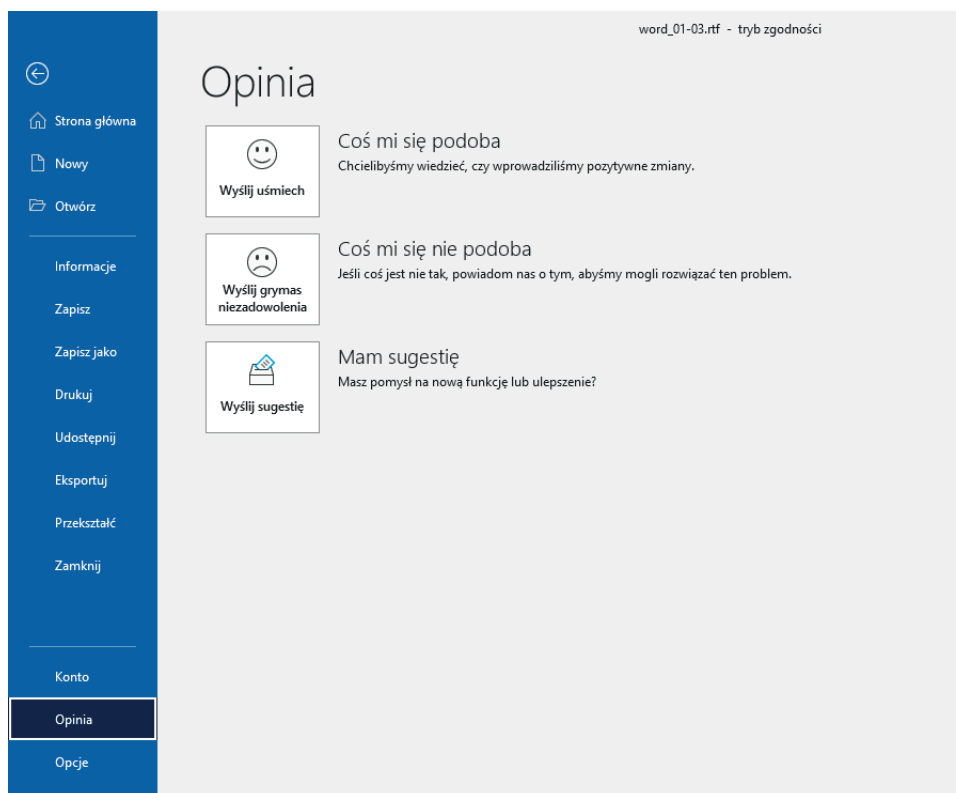 word_01-03.rtf - tryb zgodności
Strona główna
Nowy
Otwórz
Informacje
Zapisz
Zapisz jako
Drukuj
Udostępnij
Eksportuj
Przekształć
Zamknij
Konto
Opinia
Opcje
Opinia
Wyślij uśmiech
Coś mi się podoba
Chcielibyśmy wiedzieć, czy wprowadziliśmy pozytywne zmiany.
Wyślij grymas
niezadowolenia
Coś mi się nie podoba
Jeśli coś jest nie tak, powiadom nas o tym, abyśmy mogli rozwiązać ten problem.
Wyślij sugestię
Mam sugestię
Masz pomysł na nową funkcję lub ulepszenie?